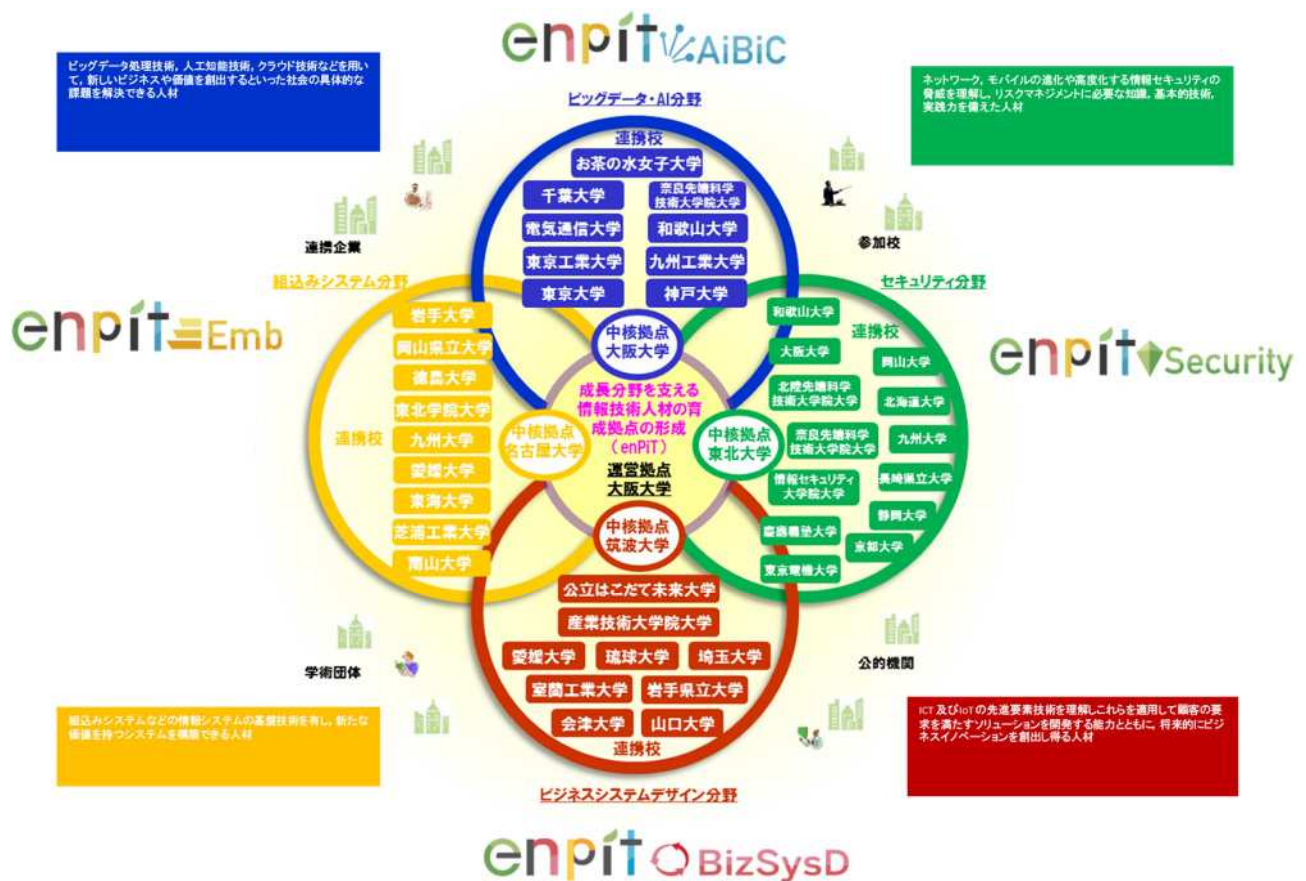 enpit AiBiC
ビッグデータ処理技術, 人工知能技術, クラウド技術などを用い
て, 新しいビジネスや価値を創出するといった社会の具体的な
課題を解決できる人材
ネットワーク, モバイルの進化や高度化する情報セキュリティの
脅威を理解し, リスクマネジメントに必要な知識, 基本的技術,
実践力を備えた人材
ビッグデータ・AI分野
連携校
お茶の水女子大学
千葉大学
奈良先端科学
技術大学院大学
電気通信大学
和歌山大学
東京工業大学
九州工業大学
東京大学
神戸大学
中核拠点
大阪大学
連携企業
参加校
組込みシステム分野
enpit Emb
岩手大学
岡山県立大学
徳島大学
東北学院大学
連携校
九州大学
愛媛大学
東海大学
芝浦工業大学
南山大学
中核拠点
名古屋大学
成長分野を支える
情報技術人材の育
成拠点の形成
(enPiT)
運営拠点
大阪大学
セキュリティ分野
enpit Security
和歌山大学
連携校
大阪大学
岡山大学
北陸先端科学
技術大学院大学
北海道大学
中核拠点
東北大学
奈良先端科学
技術大学院大学
九州大学
情報セキュリティ
大学院大学
長崎県立大学
静岡大学
慶應義塾大学
京都大学
東京電機大学
中核拠点
筑波大学
公立はこだて未来大学
産業技術大学院大学
愛媛大学
琉球大学
埼玉大学
室蘭工業大学
岩手県立大学
会津大学
山口大学
連携校
ビジネスシステムデザイン分野
学術団体
公的機関
組込みシステムなどの情報システムの基盤技術を有し, 新たな
価値を持つシステムを構築できる人材
ICT 及びIoTの先進要素技術を理解しこれらを適用して顧客の要
求を満たすソリューションを開発する能力とともに, 将来的にビジ
ネスイノベーションを創出し得る人材
enpit BizSysD